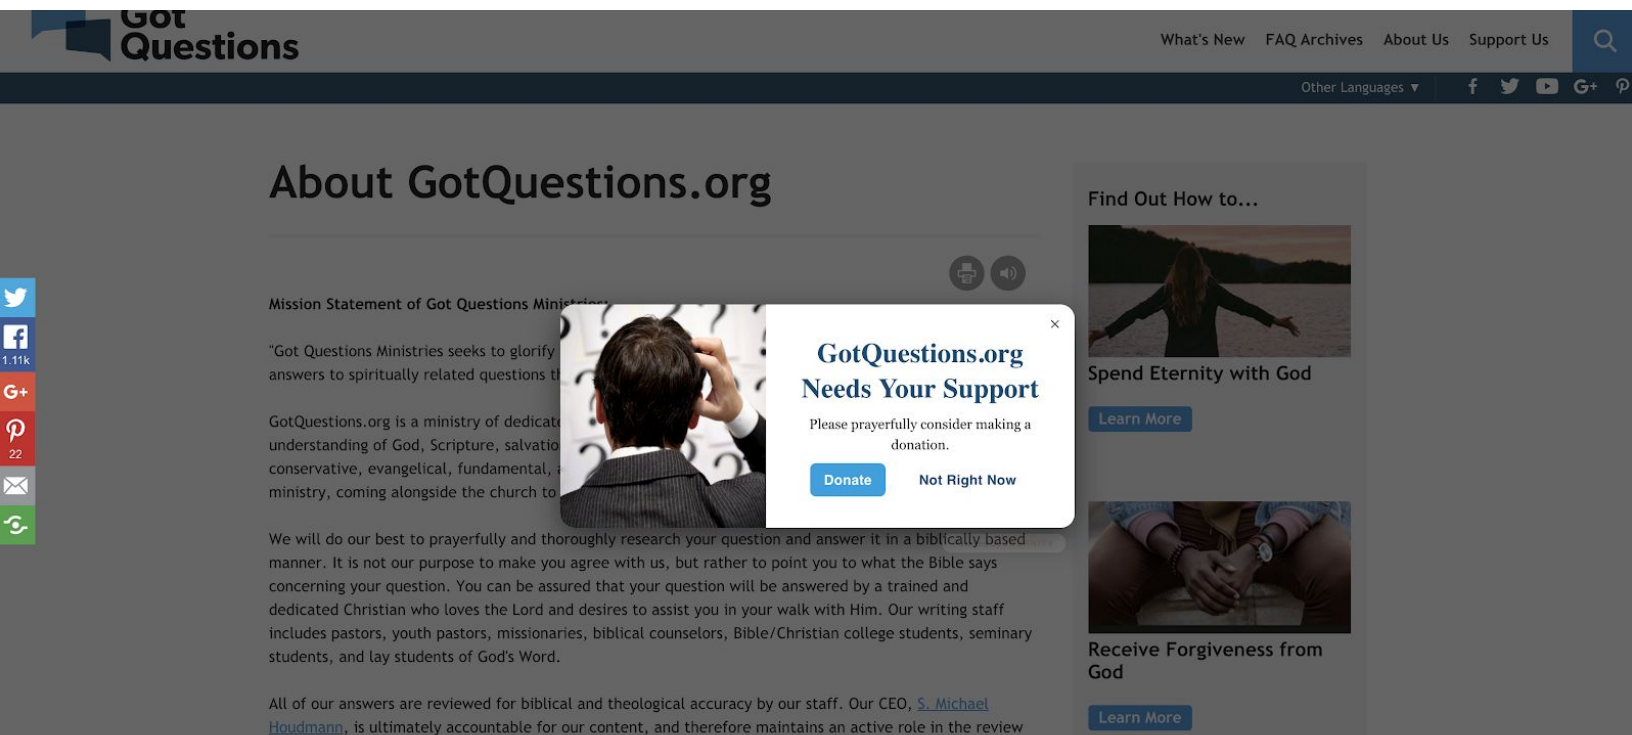 Got
Questions
What's New FAQ Archives About Us Support Us
Other Languages ▼
About GotQuestions.org
Mission Statement of Got Questions Ministries:
"Got Questions Ministries seeks to glorify
answers to spiritually related questions
GotQuestions.org is a ministry of
understanding of God, Scripture,
conservative, evangelical, fundamental,
ministry, coming alongside the church to
We will do our best to prayerfully and thoroughly research your question and answer it in a biblically based
manner. It is not our purpose to make you agree with us, but rather to point you to what the Bible says
concerning your question. You can be assured that your question will be answered by a trained and
dedicated Christian who loves the Lord and desires to assist you in your walk with Him. Our writing staff
includes pastors, youth pastors, missionaries, biblical counselors, Bible/Christian college students, seminary
students, and lay students of God's Word.
All of our answers are reviewed for biblical and theological accuracy by our staff. Our CEO, S. Michael
Houdmann, is ultimately accountable for our content, and therefore maintains an active role in the review
1.11k
G+
22
×
GotQuestions.org
Needs Your Support
Please prayerfully consider making a
donation.
Donate Not Right Now
Find Out How to...
Spend Eternity with God
Learn More
Receive Forgiveness from
God
Learn More